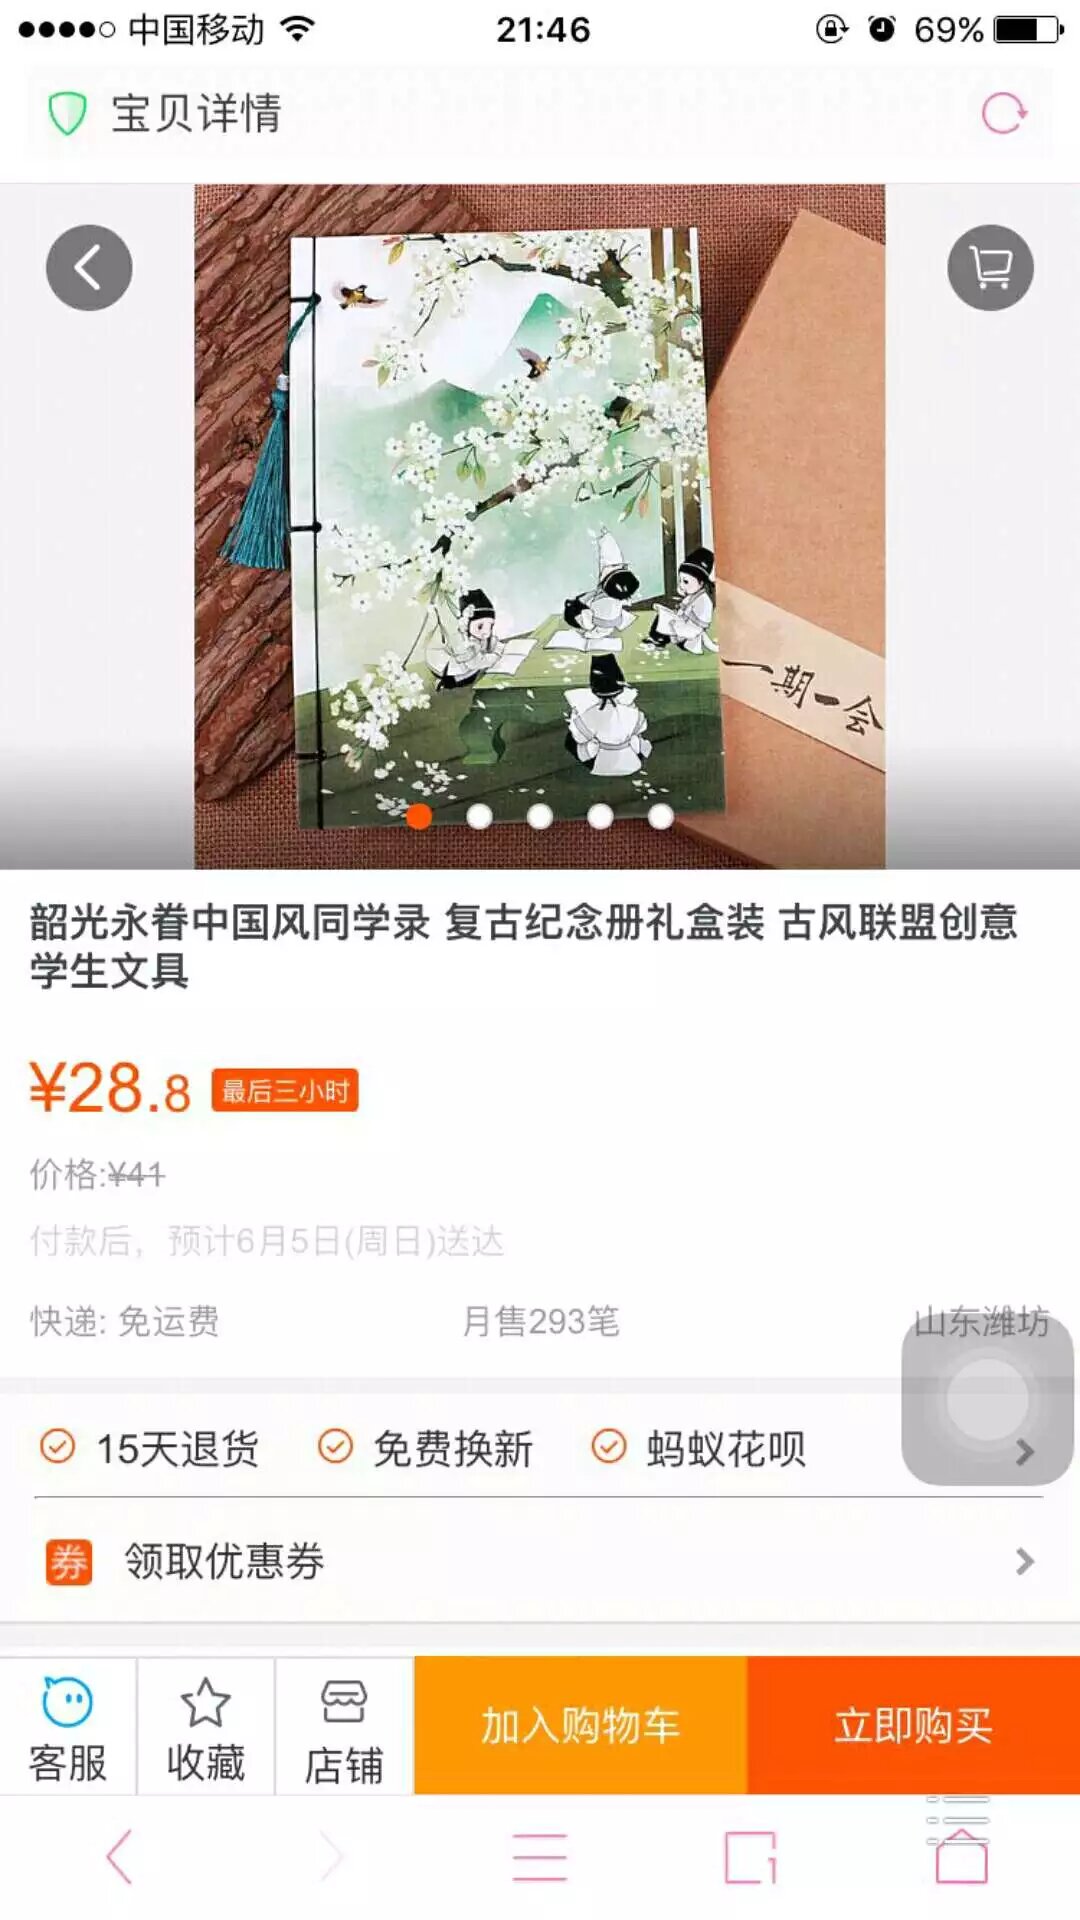 中国移动 21:46 69%
宝贝详情
一期一会
韶光永眷中国风同学录 复古纪念册礼盒装 古风联盟创意
学生文具
¥28.8 最后三小时
价格:¥41
付款后，预计6月5日(周日)送达
快递: 免运费 月售293笔 山东潍坊
15天退货 免费换新 蚂蚁花呗
券 领取优惠券
客服 收藏 店铺 加入购物车 立即购买
1